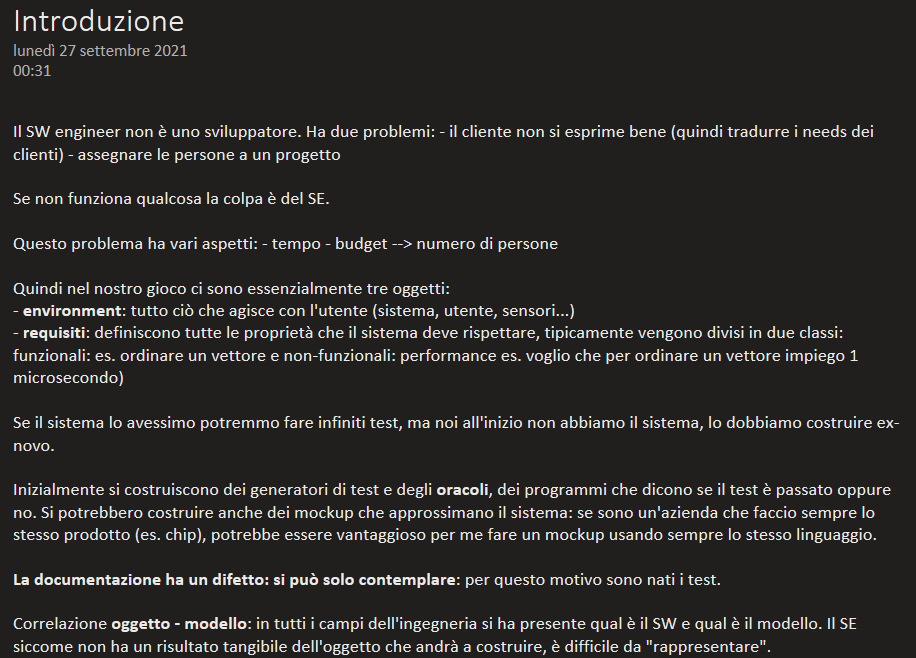 Introduzione
lunedì 27 settembre 2021
00:31
Il SW engineer non è uno sviluppatore. Ha due problemi: - il cliente non si esprime bene (quindi tradurre i needs dei
clienti) - assegnare le persone a un progetto
Se non funziona qualcosa la colpa è del SE.
Questo problema ha vari aspetti: - tempo - budget --> numero di persone
Quindi nel nostro gioco ci sono essenzialmente tre oggetti:
- environment: tutto ciò che agisce con l'utente (sistema, utente, sensori...)
- requisiti: definiscono tutte le proprietà che il sistema deve rispettare, tipicamente vengono divisi in due classi:
funzionali: es. ordinare un vettore e non-funzionali: performance es. voglio che per ordinare un vettore impiego 1
microsecondo)
Se il sistema lo avessimo potremmo fare infiniti test, ma noi all'inizio non abbiamo il sistema, lo dobbiamo costruire ex-
novo.
Inizialmente si costruiscono dei generatori di test e degli oracoli, dei programmi che dicono se il test è passato oppure
no. Si potrebbero costruire anche dei mockup che approssimano il sistema: se sono un'azienda che faccio sempre lo
stesso prodotto (es. chip), potrebbe essere vantaggioso per me fare un mockup usando sempre lo stesso linguaggio.
La documentazione ha un difetto: si può solo contemplare: per questo motivo sono nati i test.
Correlazione oggetto - modello: in tutti i campi dell'ingegneria si ha presente qual è il SW e qual è il modello. Il SE
siccome non ha un risultato tangibile dell'oggetto che andrà a costruire, è difficile da "rappresentare".